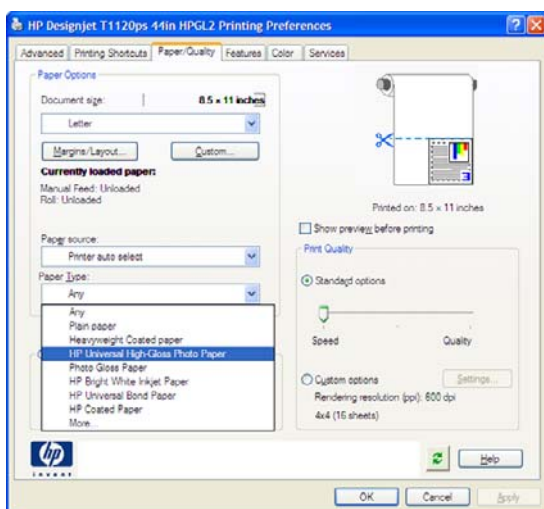 HP Designjet T1120ps 44in HPGL2 Printing Preferences
Advanced Printing Shortcuts Paper/Quality Features Color Services
Paper Options
Document size: 8.5 × 11 inches
Letter
Margins/Layout... Custom...
Currently loaded paper:
Manual Feed: Unloaded
Roll: Unloaded
Paper source:
Printer auto select
Paper Type:
Any
Any
Plain paper
Heavyweight Coated paper
HP Universal High-Gloss Photo Paper
Photo Gloss Paper
HP Bright White Inkjet Paper
HP Universal Bond Paper
HP Coated Paper
More...
Printed on: 8.5 × 11 inches
Show preview before printing
Print Quality
Standard options
Speed Quality
Custom options Settings...
Rendering resolution (ppi): 600 dpi
4x4 (16 sheets)
hp
invent
Help
OK Cancel Apply